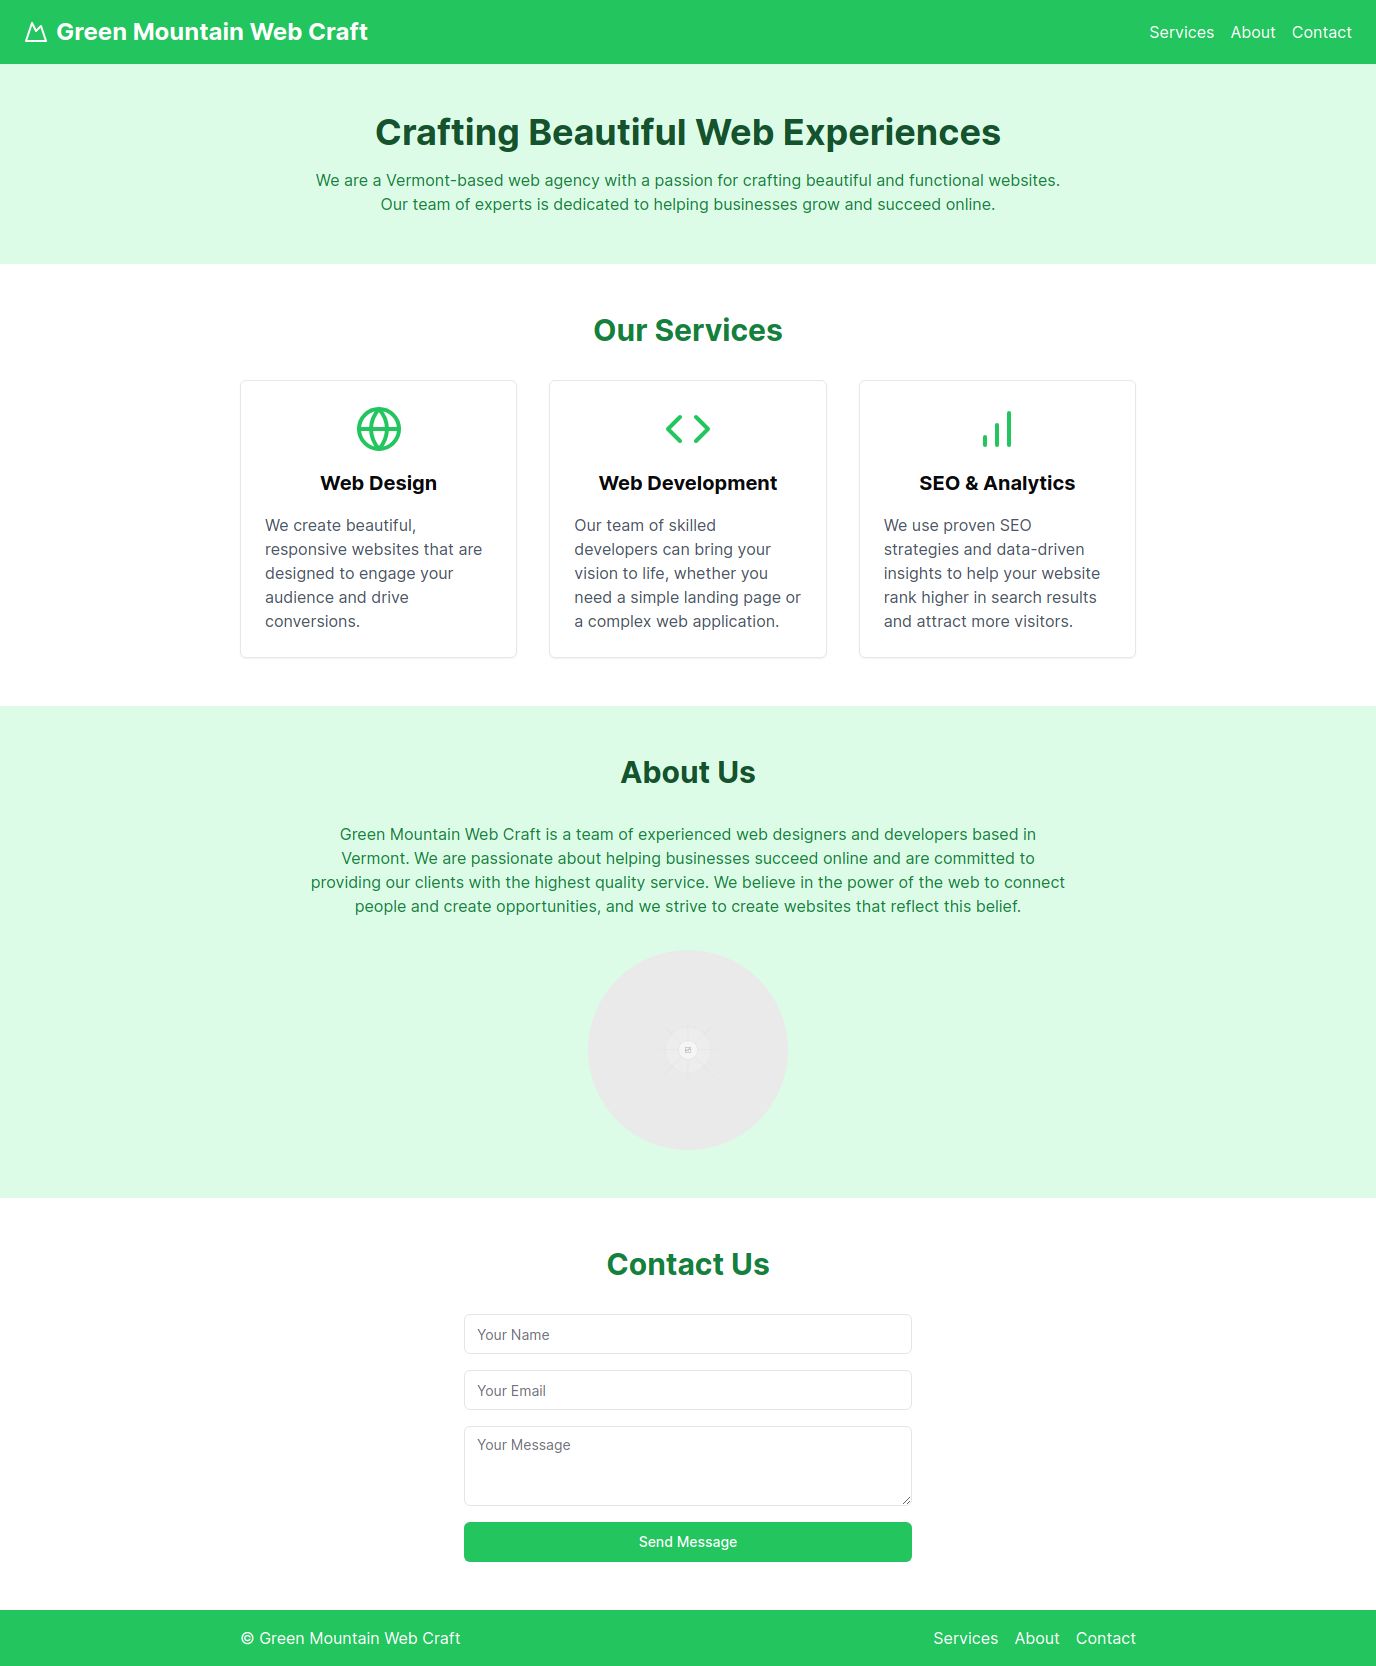 Green Mountain Web Craft
Services About Contact
Crafting Beautiful Web Experiences
We are a Vermont-based web agency with a passion for crafting beautiful and functional websites.
Our team of experts is dedicated to helping businesses grow and succeed online.
Our Services
Web Design
We create beautiful,
responsive websites that are
designed to engage your
audience and drive
conversions.
Web Development
Our team of skilled
developers can bring your
vision to life, whether you
need a simple landing page or
a complex web application.
SEO & Analytics
We use proven SEO
strategies and data-driven
insights to help your website
rank higher in search results
and attract more visitors.
About Us
Green Mountain Web Craft is a team of experienced web designers and developers based in
Vermont. We are passionate about helping businesses succeed online and are committed to
providing our clients with the highest quality service. We believe in the power of the web to connect
people and create opportunities, and we strive to create websites that reflect this belief.
Contact Us
Your Name
Your Email
Your Message
Send Message
© Green Mountain Web Craft
Services About Contact